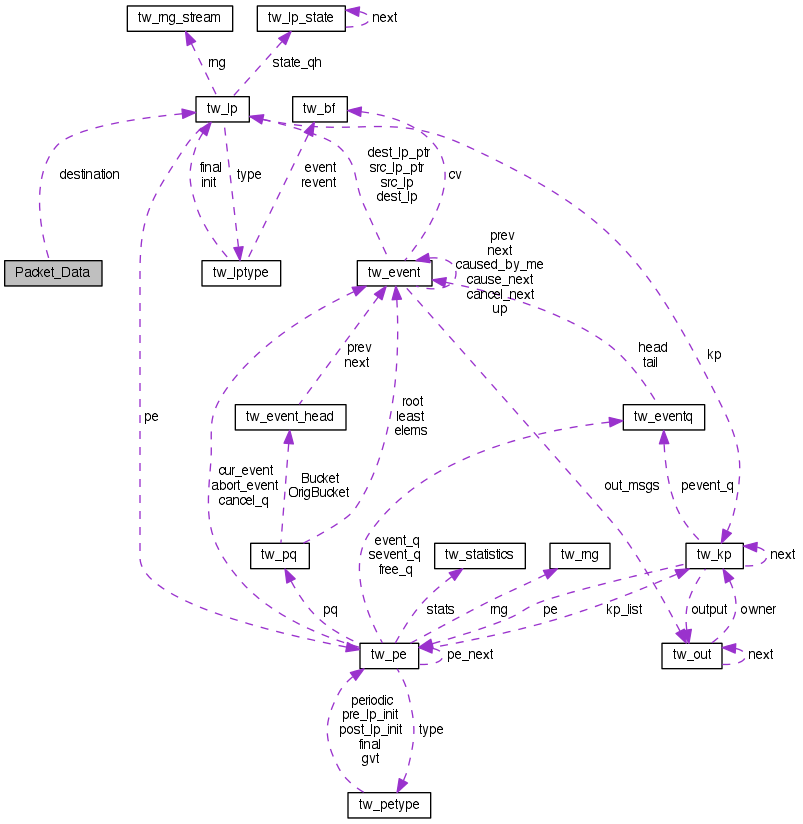 tw_rng_stream
tw_lp_state
next
rng
state_qh
tw_lp
tw_bf
destination
final
init
type
event
revent
dest_lp_ptr
src_lp_ptr
src_lp
dest_lp
cv
Packet_Data
tw_lptype
tw_event
prev
next
caused_by_me
cause_next
cancel_next
up
kp
prev
next
head
tail
pe
tw_event_head
root
least
elems
tw_eventq
cur_event
abort_event
cancel_q
Bucket
OrigBucket
out_msgs
pevent_q
tw_pq
event_q
sevent_q
free_q
tw_statistics
tw_rng
tw_kp
next
pq
stats
rng
pe
kp_list
output
owner
tw_pe
pe_next
tw_out
next
periodic
pre_lp_init
post_lp_init
final
gvt
type
tw_petype